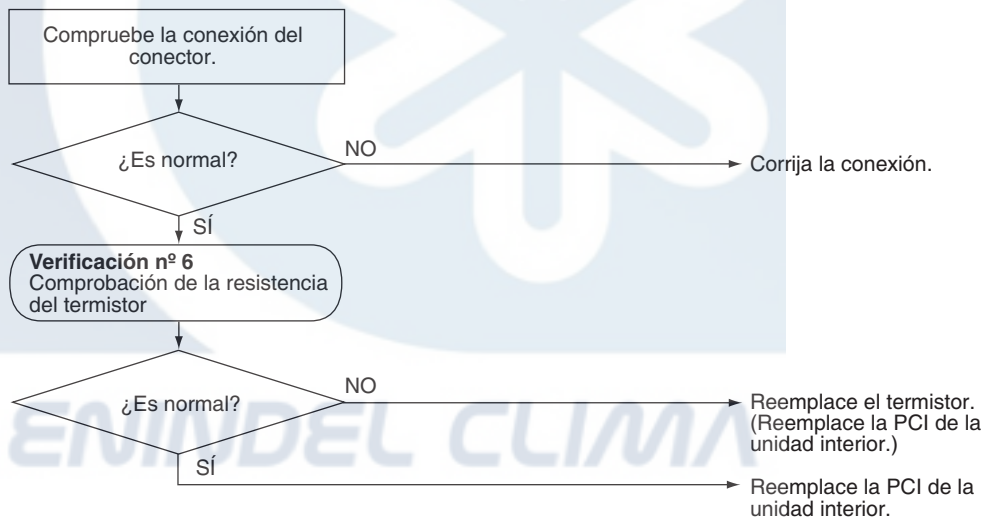 Compruebe la conexión del
conector.
¿Es normal?
NO
Corrija la conexión.
SÍ
Verificación nº 6
Comprobación de la resistencia
del termistor
¿Es normal?
NO
Reemplace el termistor.
(Reemplace la PCI de la
unidad interior.)
SÍ
Reemplace la PCI de la
unidad interior.
ENINDEL CLIMA